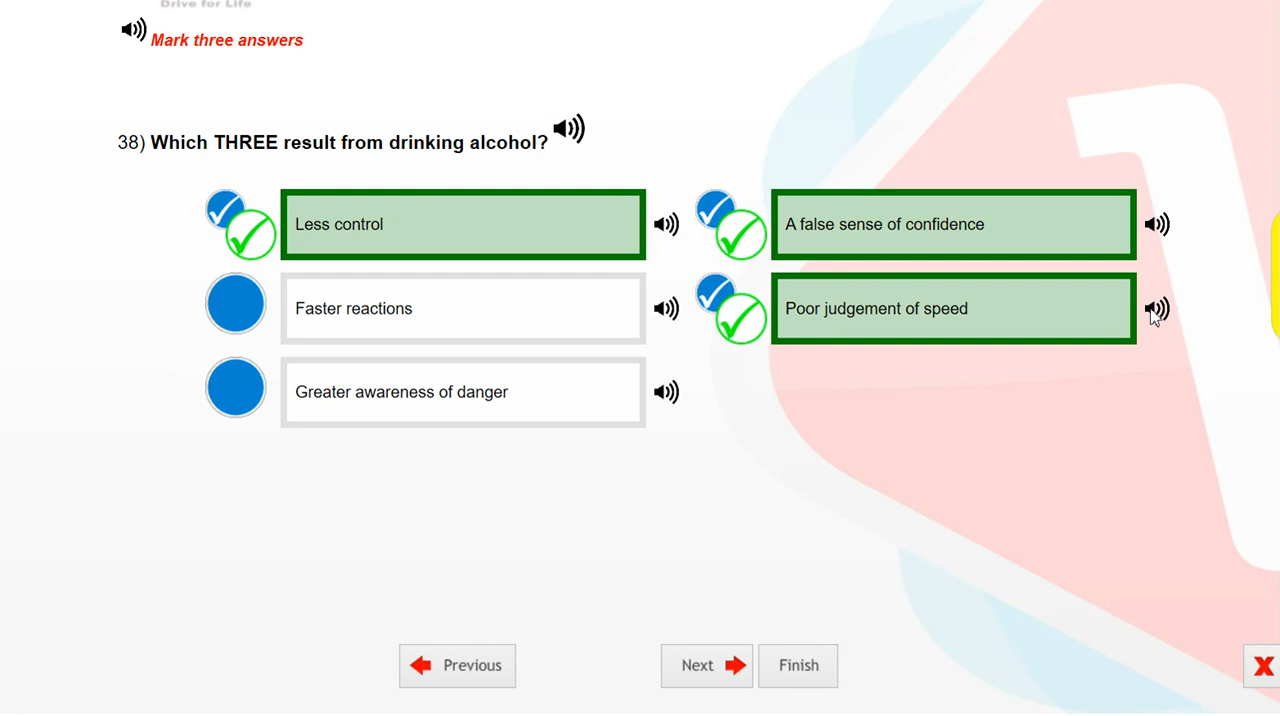 Drive for Life
Mark three answers
38) Which THREE result from drinking alcohol?
Less control
A false sense of confidence
Faster reactions
Poor judgement of speed
Greater awareness of danger
Previous
Next
Finish
X